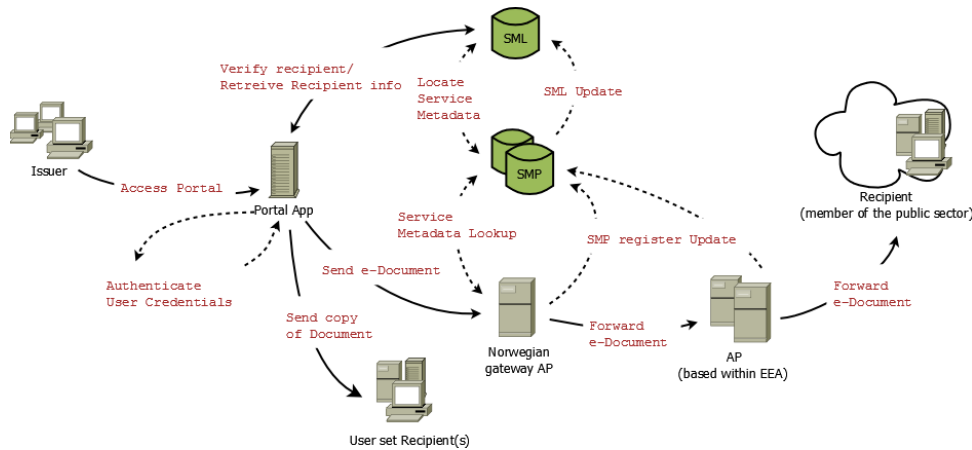 SML
Verify recipient/
Retreive Recipient info
Locate
Service
Metadata
SML Update
Issuer
Access Portal
Portal App
SMP
Recipient
(member of the public sector)
Service
Metadata Lookup
SMP register Update
Authenticate
User Credentials
Send e-Document
Send copy
of Document
Forward
e-Document
Forward
e-Document
Norwegian
gateway AP
AP
(based within EEA)
User set Recipient(s)